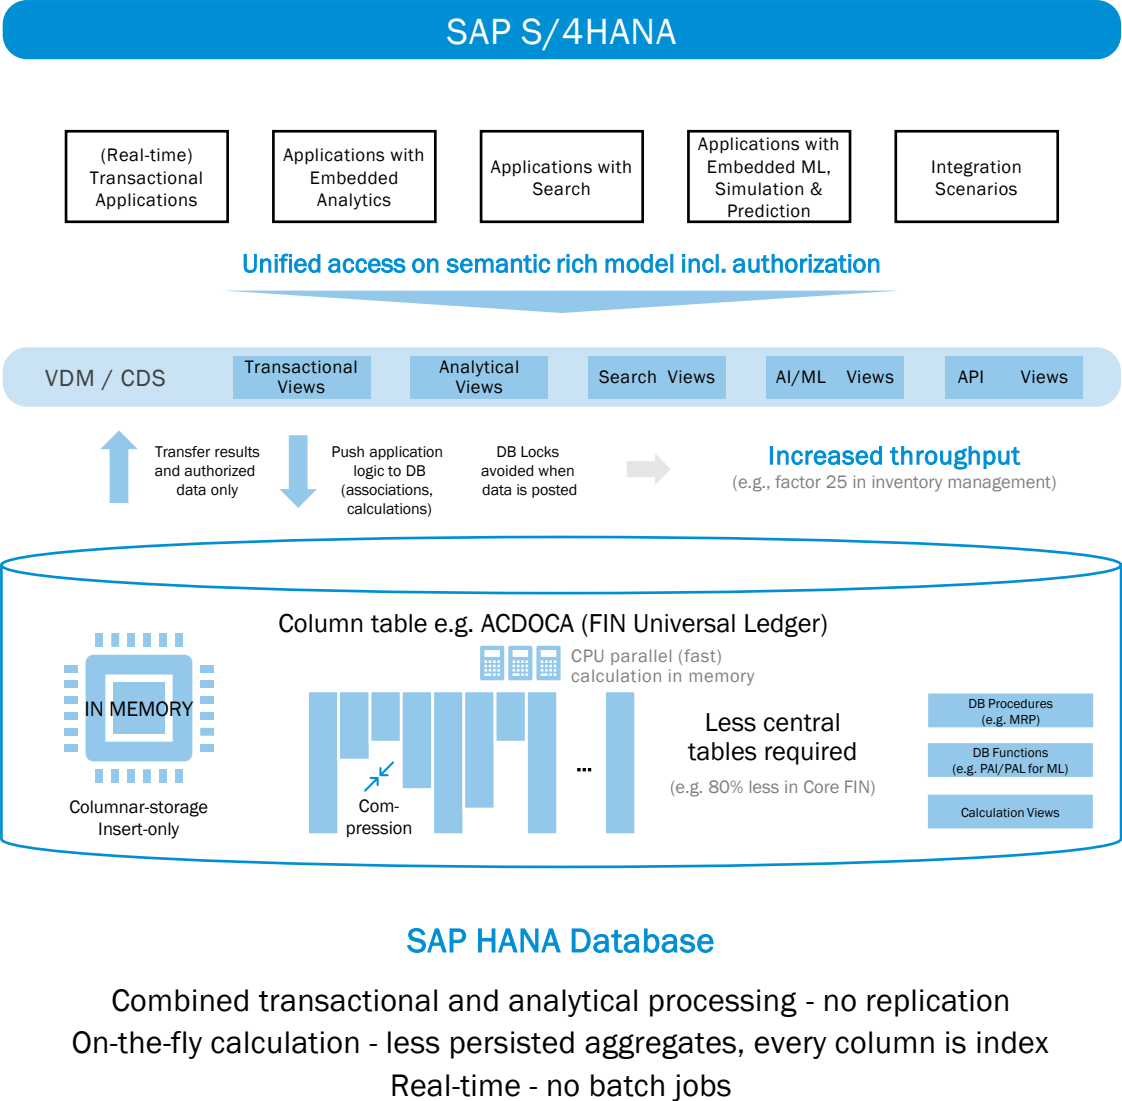 SAP S/4HANA
(Real-time)
Transactional
Applications
Applications with
Embedded
Analytics
Applications with
Search
Applications with
Embedded ML,
Simulation &
Prediction
Integration
Scenarios
Unified access on semantic rich model incl. authorization
VDM / CDS
Transactional
Views
Analytical
Views
Search Views
AI/ML Views
API Views
Transfer results
and authorized
data only
Push application
logic to DB
(associations,
calculations)
DB Locks
avoided when
data is posted
Increased throughput
(e.g., factor 25 in inventory management)
Column table e.g. ACDOCA (FIN Universal Ledger)
CPU parallel (fast)
calculation in memory
IN MEMORY
Columnar-storage
Insert-only
Com-
pression
...
Less central
tables required
(e.g. 80% less in Core FIN)
DB Procedures
(e.g. MRP)
DB Functions
(e.g. PAI/PAL for ML)
Calculation Views
SAP HANA Database
Combined transactional and analytical processing - no replication
On-the-fly calculation - less persisted aggregates, every column is index
Real-time - no batch jobs